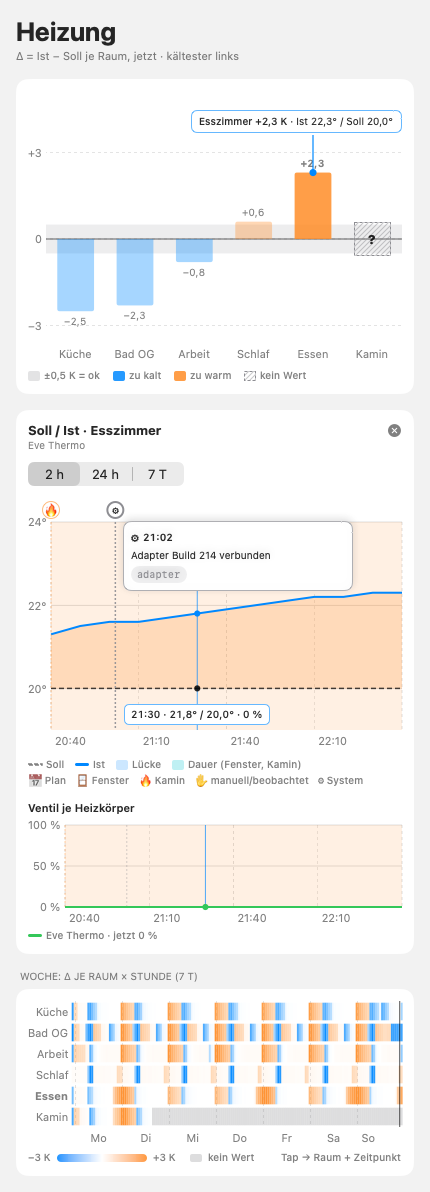 Heizung
Δ = Ist – Soll je Raum, jetzt · kältester links
Esszimmer +2,3 K · Ist 22,3° / Soll 20,0°
+3
+2,3
+0,6
0
?
−0,8
−2,5
−2,3
−3
Küche Bad OG Arbeit Schlaf Essen Kamin
±0,5 K = ok zu kalt zu warm kein Wert
Soll / Ist · Esszimmer
Eve Thermo
2 h 24 h 7 T
24°
⚙ 21:02
Adapter Build 214 verbunden
adapter
22°
20°
21:30 · 21,8° / 20,0° · 0 %
20:40 21:10 21:40 22:10
Soll Ist Lücke Dauer (Fenster, Kamin)
Plan Fenster Kamin manuell/beobachtet System
Ventil je Heizkörper
100 %
50 %
0 %
20:40 21:10 21:40 22:10
Eve Thermo · jetzt 0 %
WOCHE: Δ JE RAUM × STUNDE (7 T)
Küche
Bad OG
Arbeit
Schlaf
Essen
Kamin
Mo Di Mi Do Fr Sa So
−3 K +3 K kein Wert Tap → Raum + Zeitpunkt